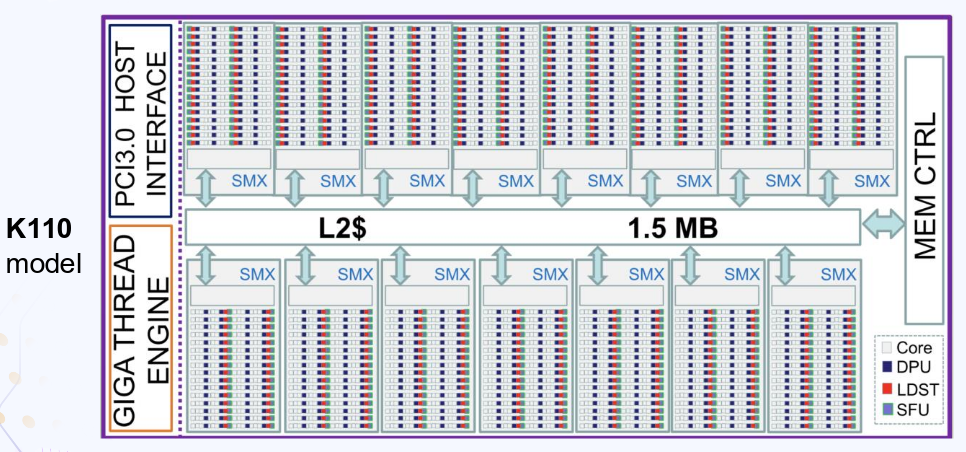 K110
model
PCI3.0 HOST
INTERFACE
GIGA THREAD
ENGINE
SMX SMX SMX SMX SMX SMX SMX SMX
L2$ 1.5 MB
MEM CTRL
SMX SMX SMX SMX SMX SMX SMX
Core
DPU
LDST
SFU